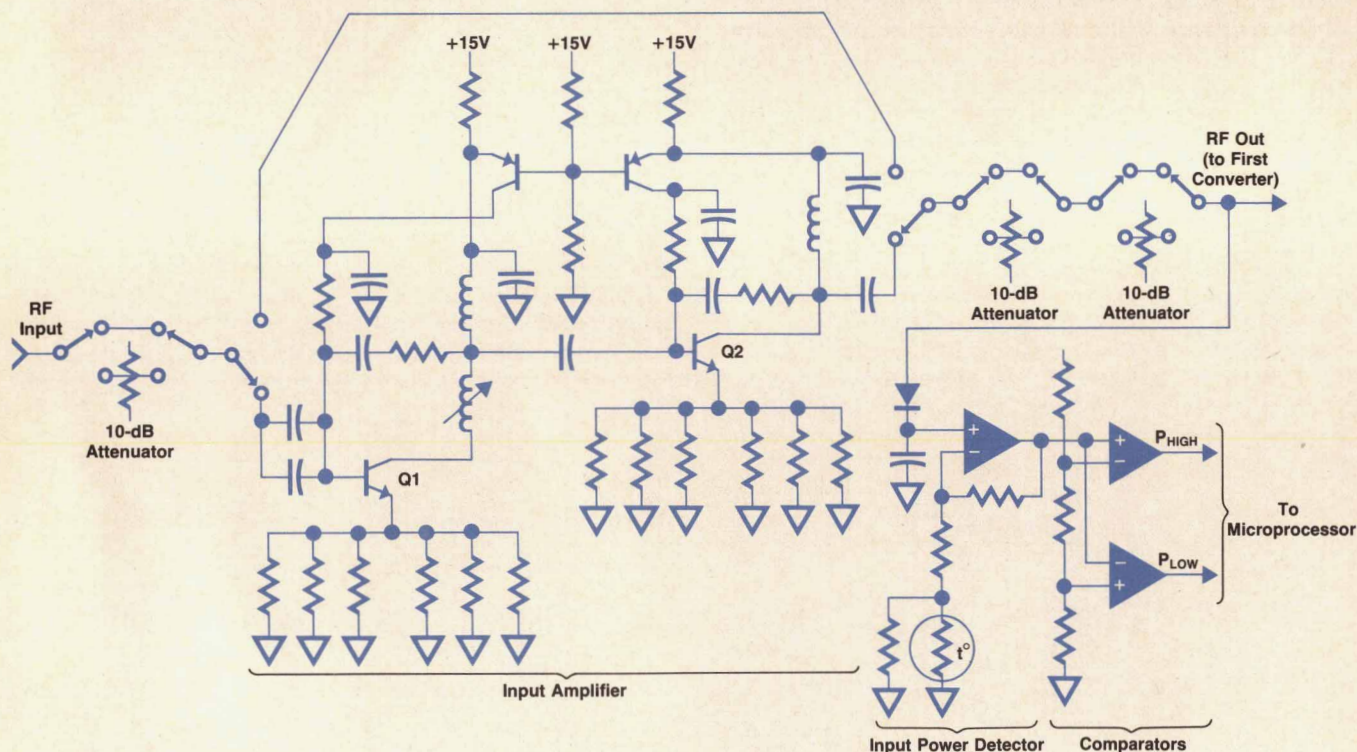 +15V
+15V
+15V
RF Out
(to First
Converter)
RF
Input
10-dB
Attenuator
10-dB
Attenuator
10-dB
Attenuator
Q2
Q1
PHIGH
PLOW
To
Microprocessor
t°
Input Amplifier
Input Power Detector
Comparators